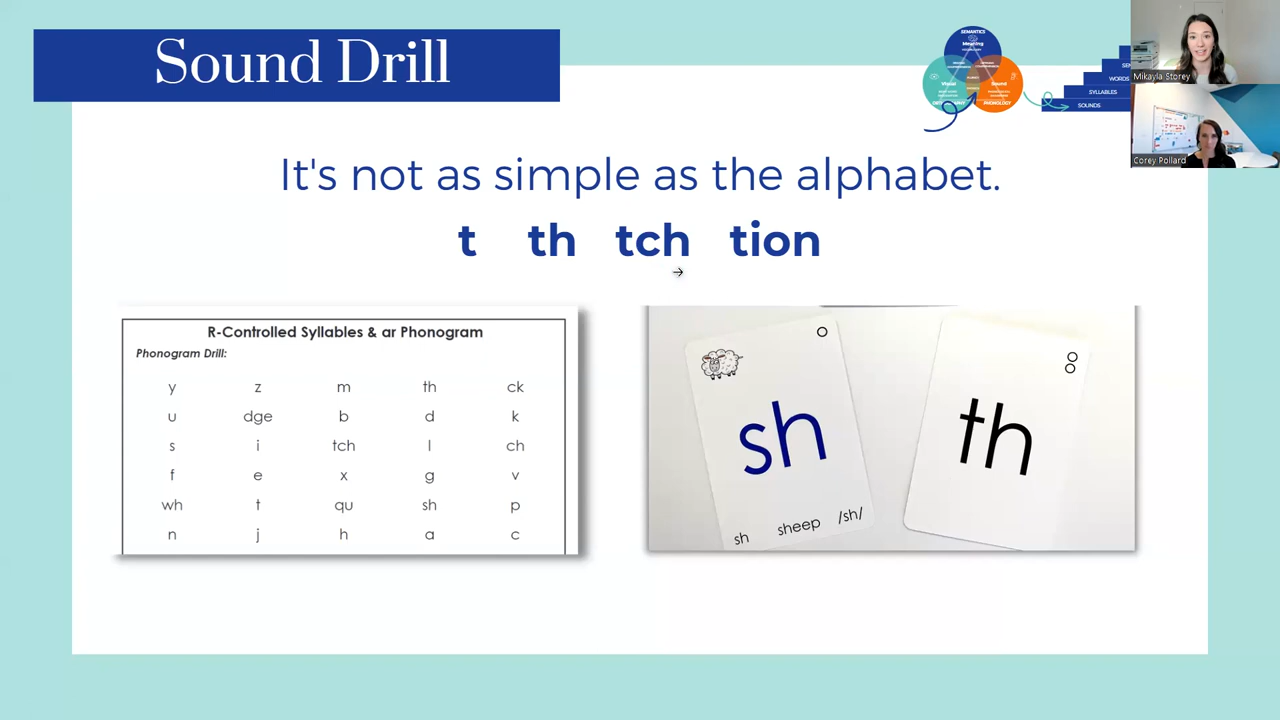 Sound Drill
SEMANTICS
Meaning
Visual
Sound
PHONOLOGY
WORDS
SYLLABLES
SOUNDS
Mikayla Storey
Corey Pollard
It's not as simple as the alphabet.
t th tch tion
R-Controlled Syllables & ar Phonogram
Phonogram Drill:
y z m th ck
u dge b d k
s i tch l ch
f e x g v
wh t qu sh p
n j h a c
sh
sh sheep /sh/
th